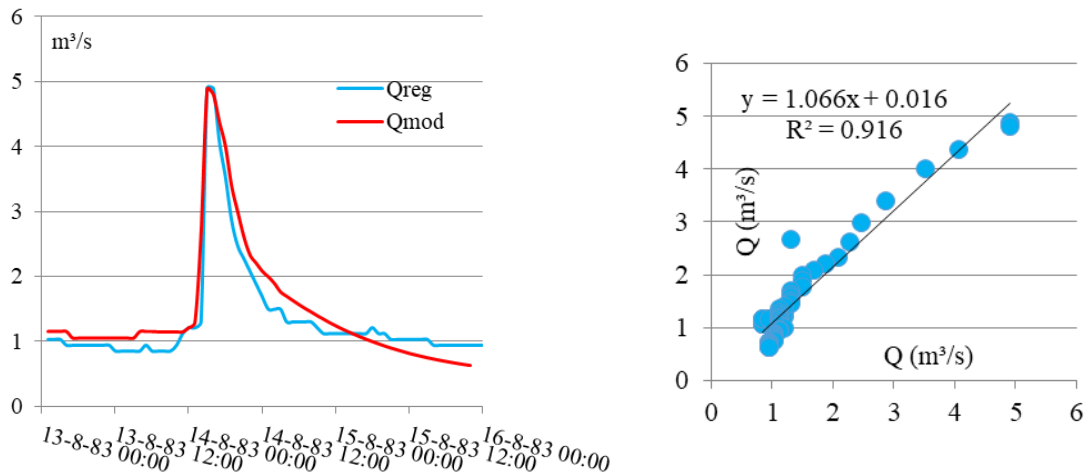 6
m³/s
5
Qreg
4
Qmod
3
2
1
0
13-8-83 00:00
13-8-83 12:00
14-8-83 00:00
14-8-83 12:00
15-8-83 00:00
15-8-83 12:00
16-8-83 00:00
6
y = 1.066x + 0.016
5
R² = 0.916
4
Q (m³/s)
3
2
1
Q (m³/s)
0
0 1 2 3 4 5 6